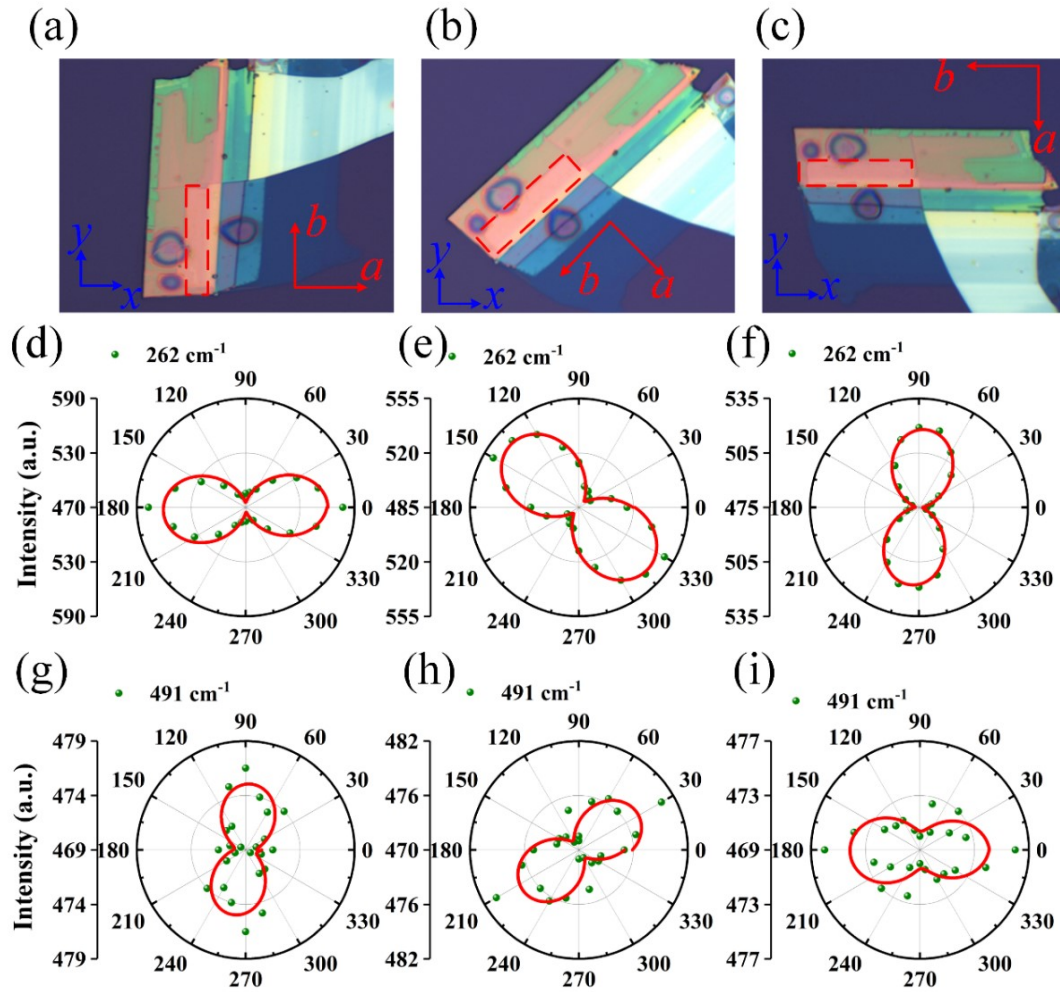 (a) (b) (c)
b a y x
b a y x
b a y x
(d) 262 cm-1
(e) 262 cm-1
(f) 262 cm-1
Intensity (a.u.)
590 530 470 530 590
90 60 30 0 330 300 270 240 210 180 150 120
555 520 485 520 555
90 60 30 0 330 300 270 240 210 180 150 120
535 505 475 505 535
90 60 30 0 330 300 270 240 210 180 150 120
(g) 491 cm-1
(h) 491 cm-1
(i) 491 cm-1
Intensity (a.u.)
479 474 469 474 479
90 60 30 0 330 300 270 240 210 180 150 120
482 476 470 476 482
90 60 30 0 330 300 270 240 210 180 150 120
477 473 469 473 477
90 60 30 0 330 300 270 240 210 180 150 120